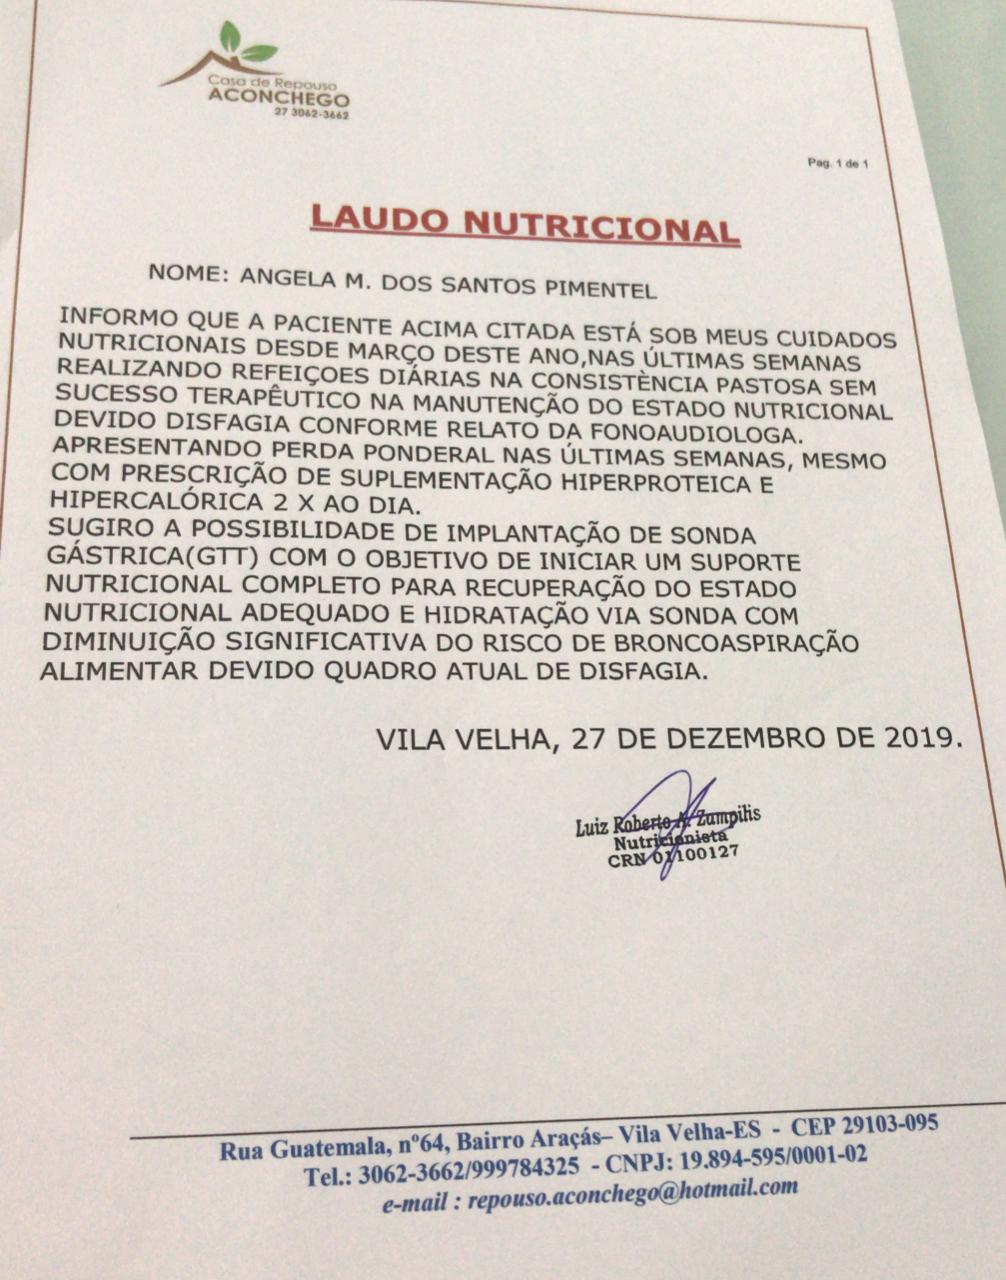 Casa de Repouso
ACONCHEGO
27 3062-3662
Pag. 1 de 1
LAUDO NUTRICIONAL
NOME: ANGELA M. DOS SANTOS PIMENTEL
INFORMO QUE A PACIENTE ACIMA CITADA ESTÁ SOB MEUS CUIDADOS
NUTRICIONAIS DESDE MARÇO DESTE ANO,NAS ÚLTIMAS SEMANAS
REALIZANDO REFEIÇOES DIÁRIAS NA CONSISTÈNCIA PASTOSA SEM
SUCESSO TERAPÊUTICO NA MANUTENÇÃO DO ESTADO NUTRICIONAL
DEVIDO DISFAGIA CONFORME RELATO DA FONOAUDIOLOGA.
APRESENTANDO PERDA PONDERAL NAS ÚLTIMAS SEMANAS, MESMO
COM PRESCRIÇÃO DE SUPLEMENTAÇÃO HIPERPROTEICA E
HIPERCALÓRICA 2 X AO DIA.
SUGIRO A POSSIBILIDADE DE IMPLANTAÇÃO DE SONDA
GÁSTRICA(GTT) COM O OBJETIVO DE INICIAR UM SUPORTE
NUTRICIONAL COMPLETO PARA RECUPERAÇÃO DO ESTADO
NUTRICIONAL ADEQUADO E HIDRATAÇÃO VIA SONDA COM
DIMINUIÇÃO SIGNIFICATIVA DO RISCO DE BRONCOASPIRAÇÃO
ALIMENTAR DEVIDO QUADRO ATUAL DE DISFAGIA.
VILA VELHA, 27 DE DEZEMBRO DE 2019.
Luiz Roberto A. Zampilis
Nutricionista
CRN 01100127
Rua Guatemala, nº64, Bairro Araçás– Vila Velha-ES - CEP 29103-095
Tel.: 3062-3662/999784325 - CNPJ: 19.894-595/0001-02
e-mail : repouso.aconchego@hotmail.com